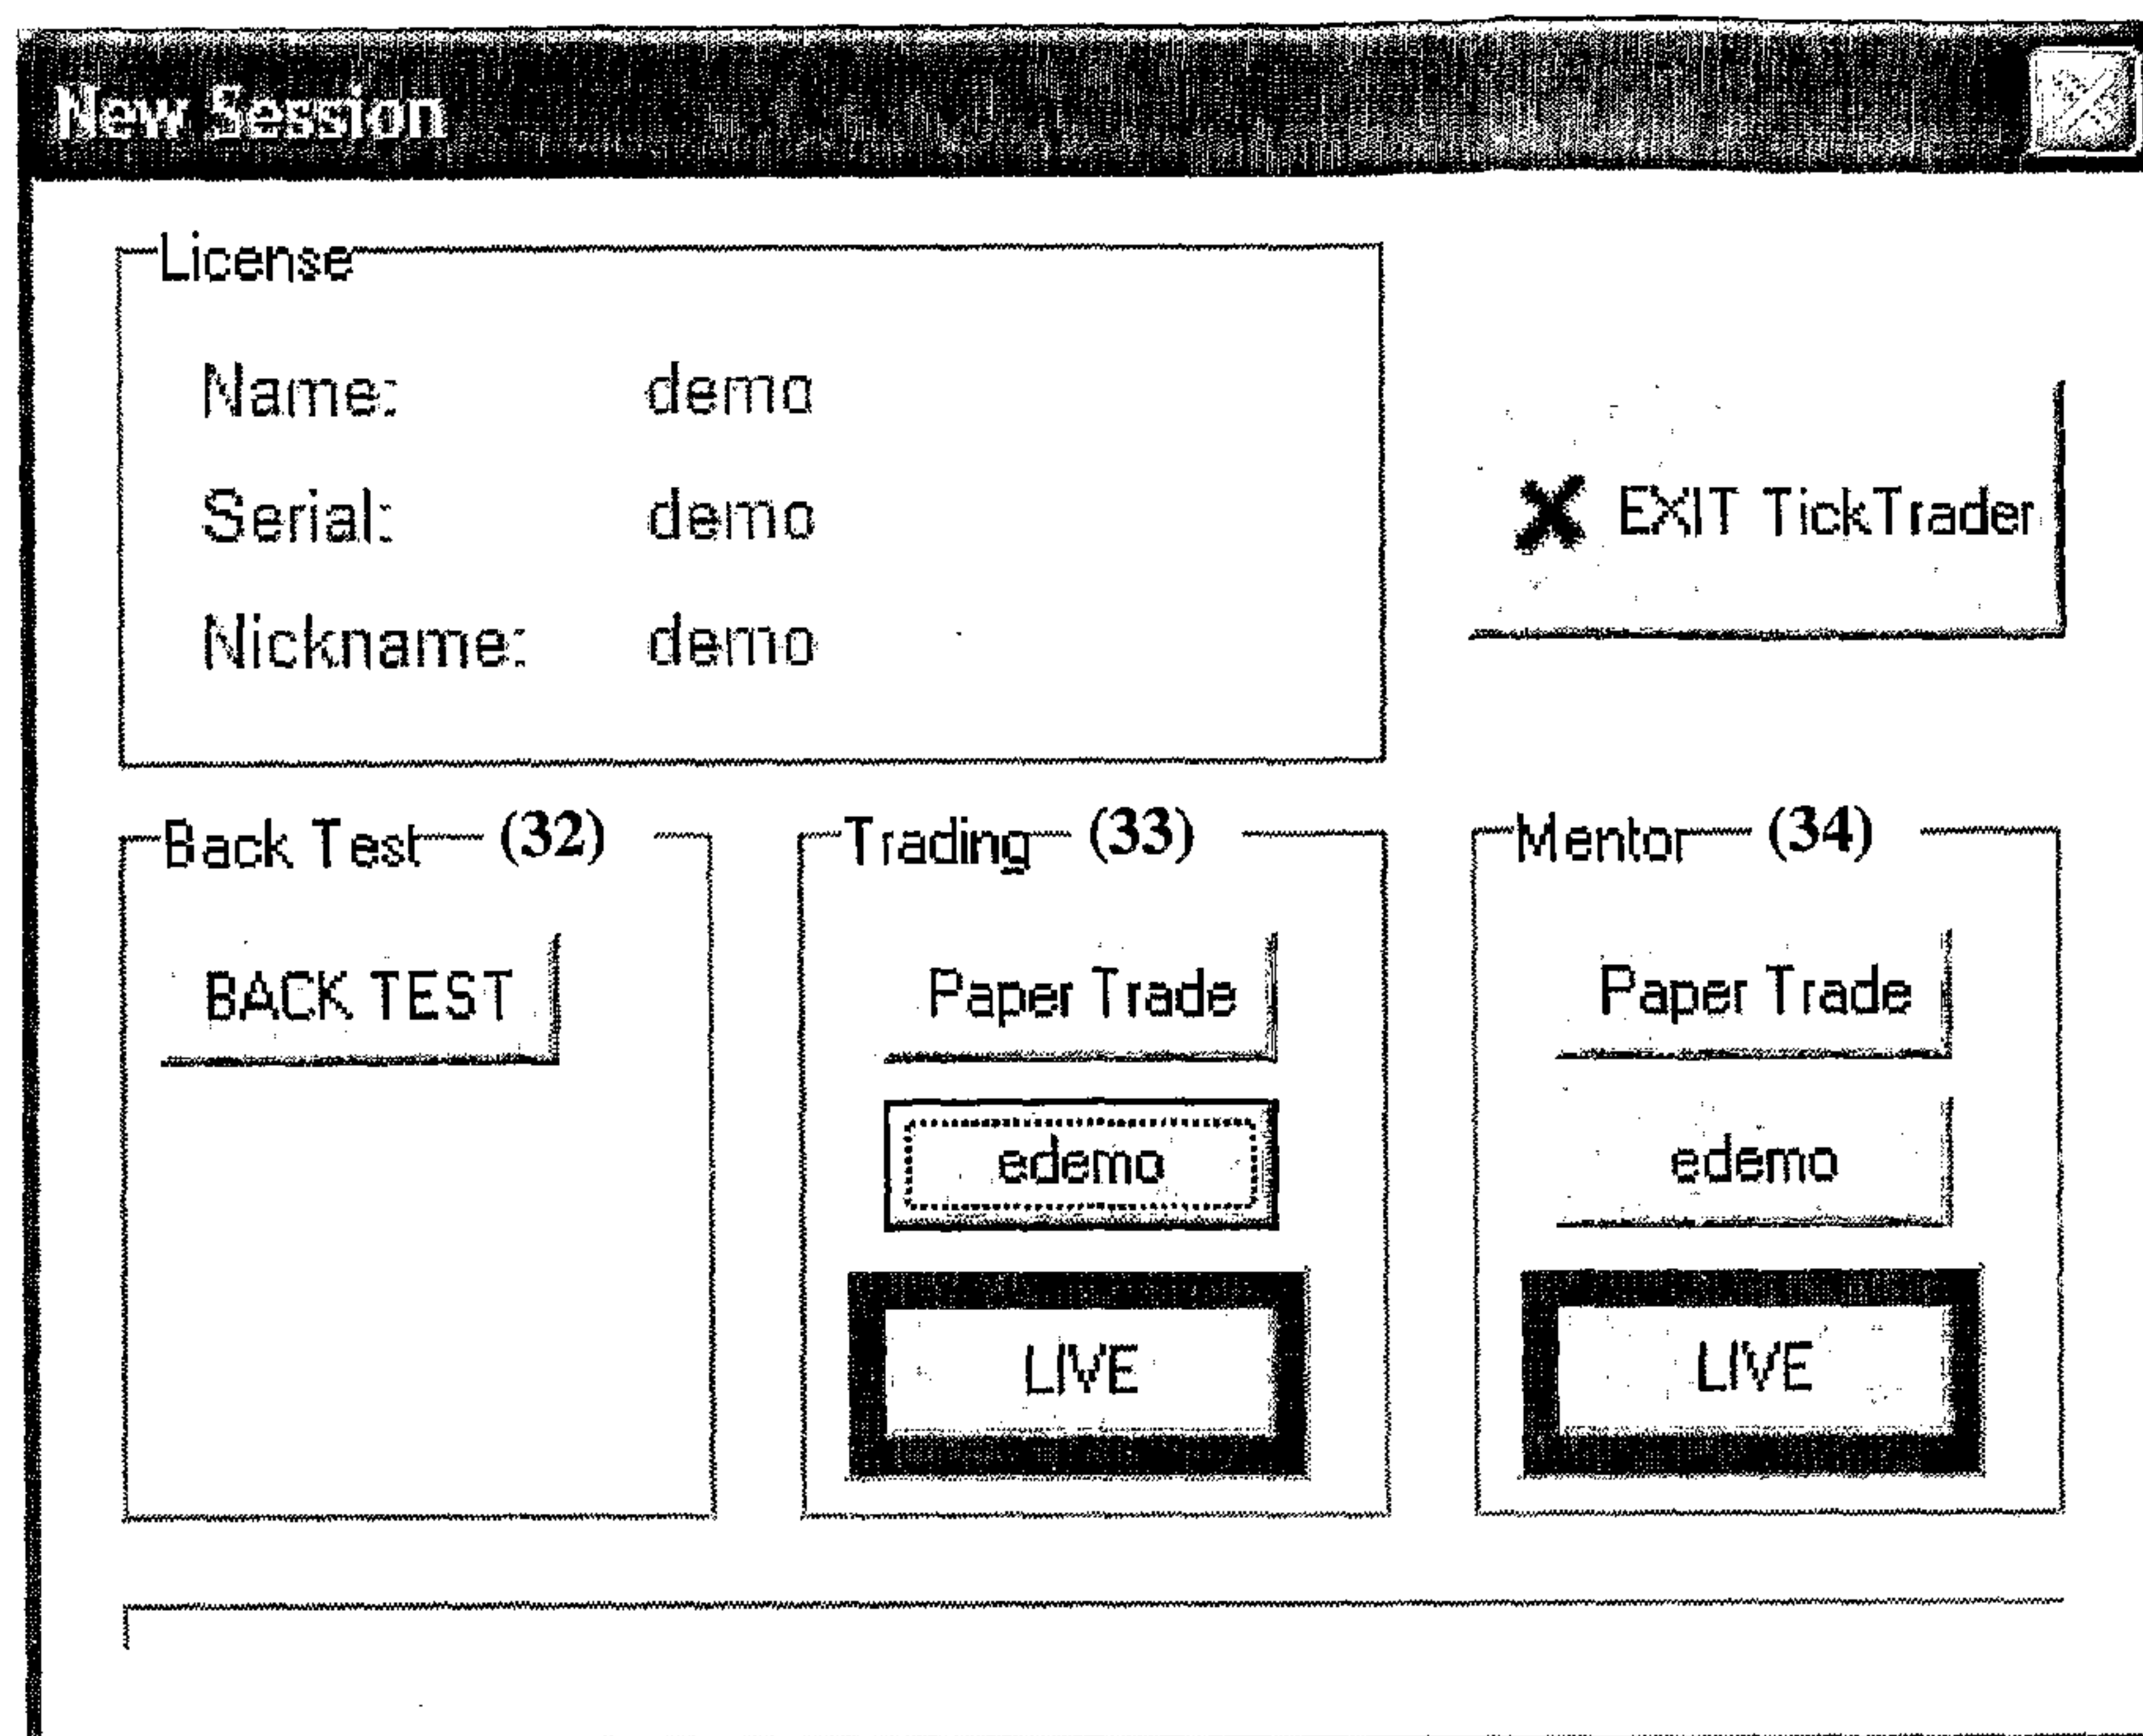 New Session
License
Name: demo
Serial: demo
Nickname: demo
EXIT TickTrader
Back Test (32)
BACK TEST
Trading (33)
Paper Trade
edemo
LIVE
Mentor (34)
Paper Trade
edemo
LIVE